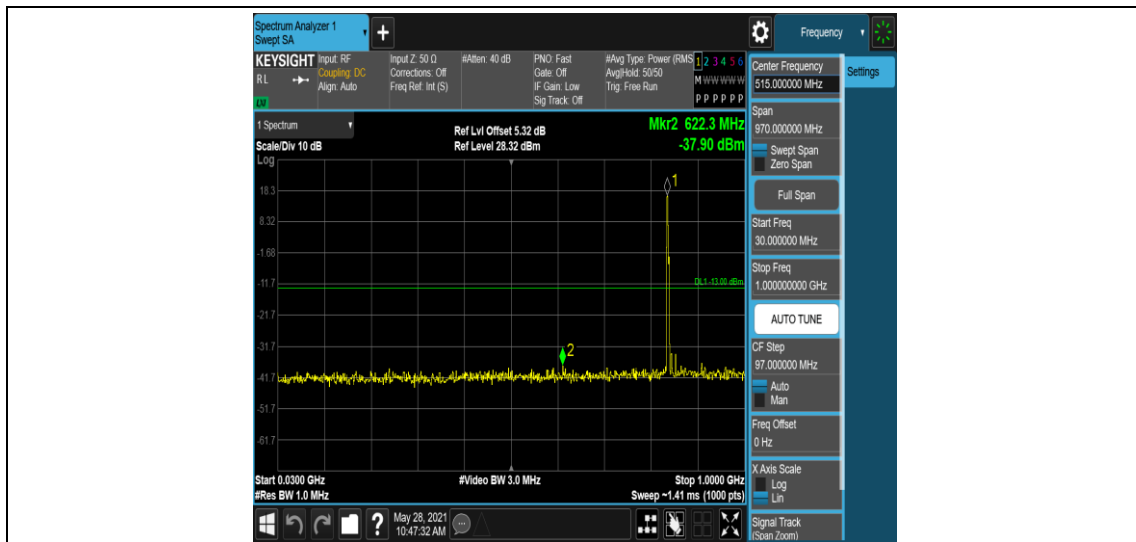 Spectrum Analyzer 1
Swept SA
Frequency
KEYSIGHT
RL
LXI
Input: RF
Coupling: DC
Align: Auto
Input Z: 50 Ω
Corrections: Off
Freq Ref: Int (S)
#Atten: 40 dB
PNO: Fast
Gate: Off
IF Gain: Low
Sig Track: Off
#Avg Type: Power (RMS
Avg|Hold: 50/50
Trig: Free Run
1 2 3 4 5 6
M W W W W W
P P P P P P
1 Spectrum
Scale/Div 10 dB
Log
Ref Lvl Offset 5.32 dB
Ref Level 28.32 dBm
Mkr2 622.3 MHz
-37.90 dBm
1
18.3
8.32
-1.68
-11.7
DL1 -13.00 dBm
-21.7
-31.7
2
-41.7
-51.7
-61.7
Start 0.0300 GHz
#Res BW 1.0 MHz
#Video BW 3.0 MHz
Stop 1.0000 GHz
Sweep ~1.41 ms (1000 pts)
May 28, 2021
10:47:32 AM
Center Frequency
515.000000 MHz
Settings
Span
970.000000 MHz
Swept Span
Zero Span
Full Span
Start Freq
30.000000 MHz
Stop Freq
1.000000000 GHz
AUTO TUNE
CF Step
97.000000 MHz
Auto
Man
Freq Offset
0 Hz
X Axis Scale
Log
Lin
Signal Track
(Span Zoom)